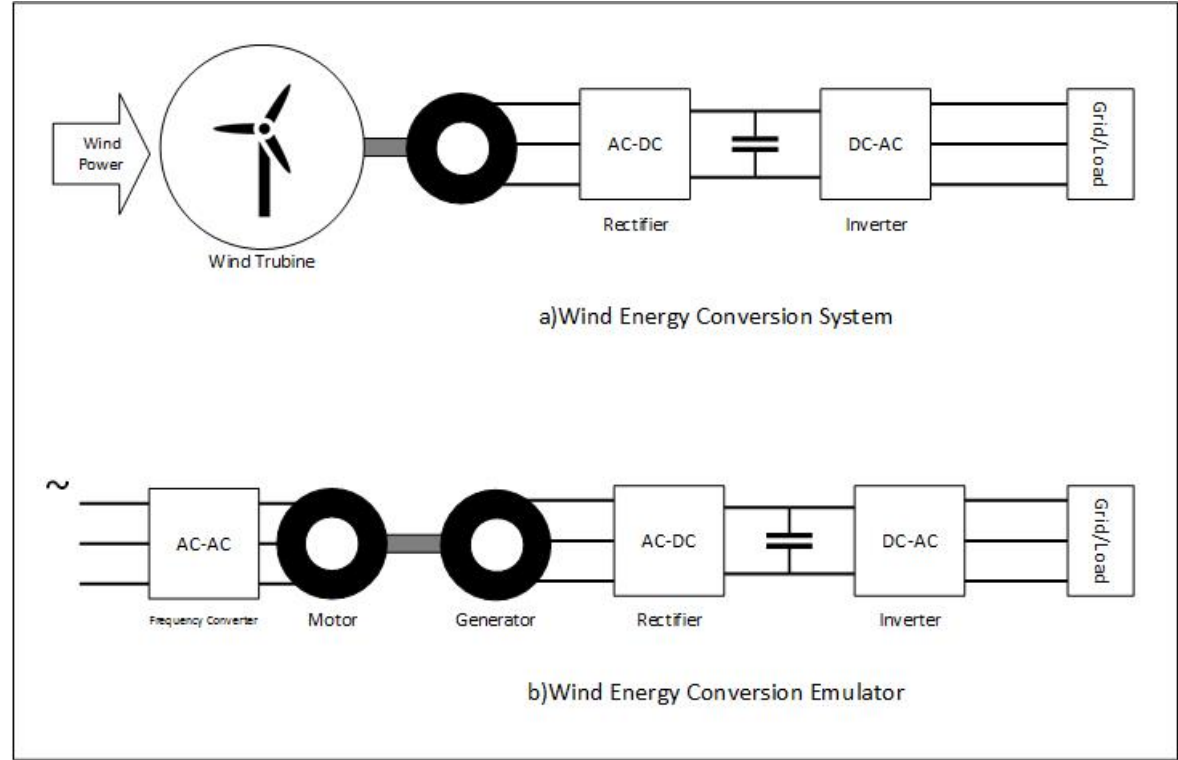 Wind
Power
Wind Trubine
AC-DC
Rectifier
DC-AC
Inverter
Grid/Load
a)Wind Energy Conversion System
~
AC-AC
Frequency Converter
Motor
Generator
AC-DC
Rectifier
DC-AC
Inverter
Grid/Load
b)Wind Energy Conversion Emulator